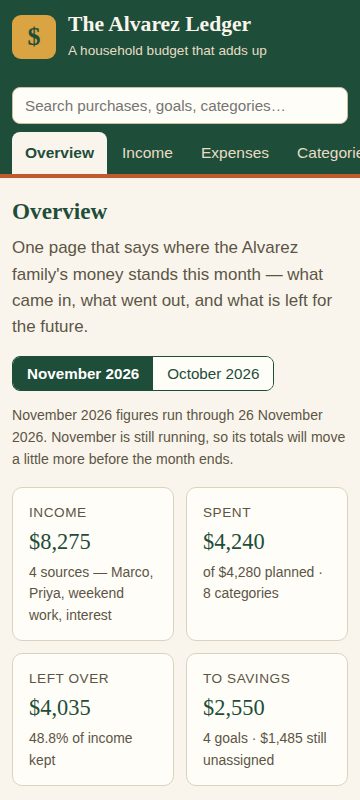 $
The Alvarez Ledger
A household budget that adds up
Search purchases, goals, categories…
Overview
Income
Expenses
Categorie
Overview
One page that says where the Alvarez
family's money stands this month — what
came in, what went out, and what is left for
the future.
November 2026
October 2026
November 2026 figures run through 26 November
2026. November is still running, so its totals will move
a little more before the month ends.
INCOME
$8,275
4 sources — Marco,
Priya, weekend
work, interest
SPENT
$4,240
of $4,280 planned ·
8 categories
LEFT OVER
$4,035
48.8% of income
kept
TO SAVINGS
$2,550
4 goals · $1,485 still
unassigned